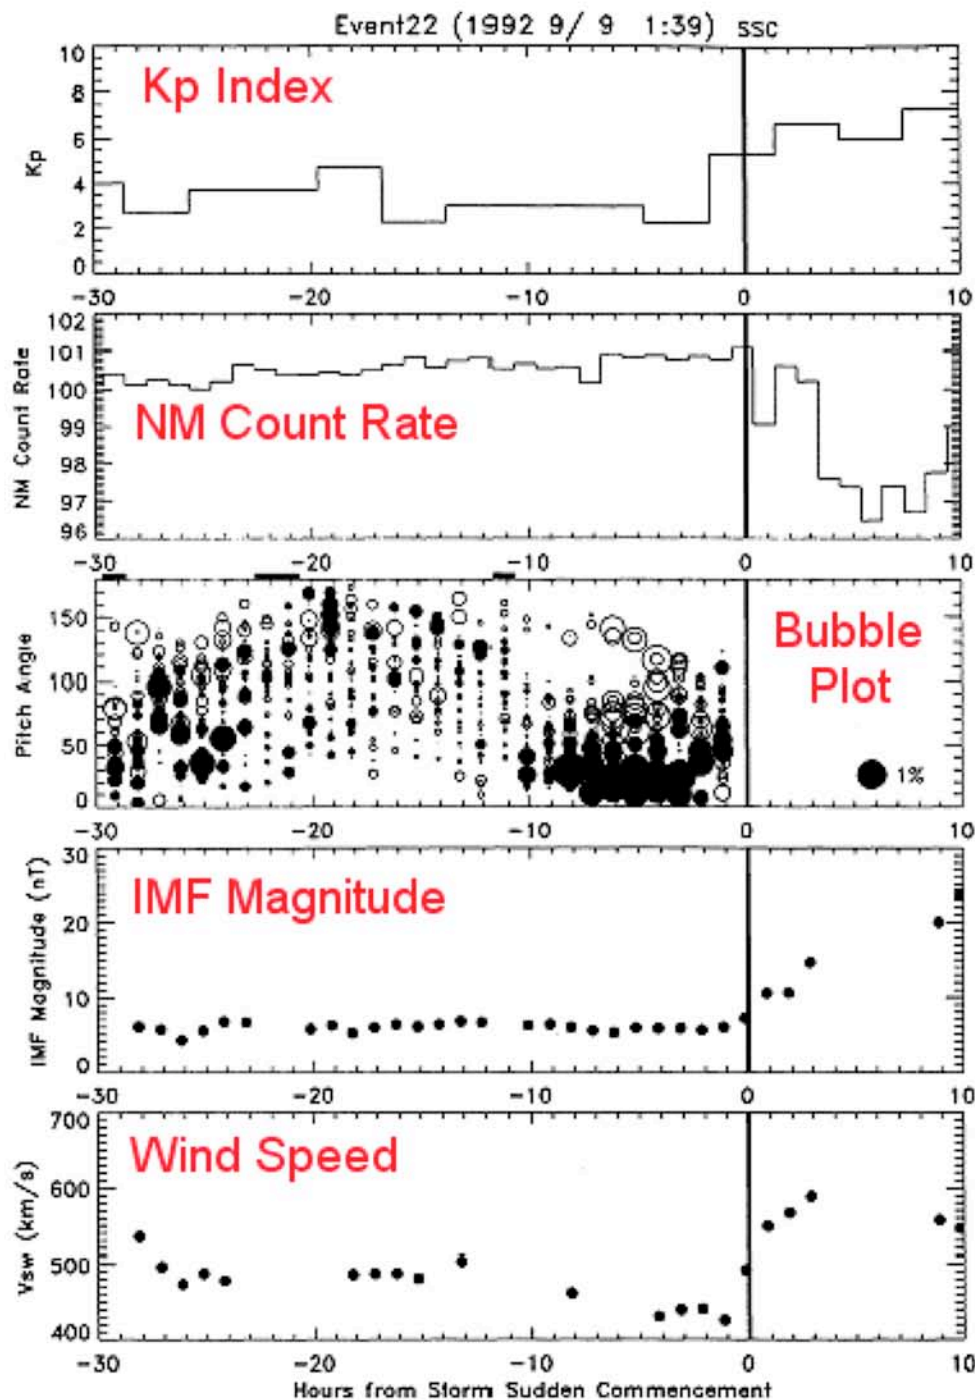 Event22 (1992 9/ 9 1:39) SSC
10
8
6
4
2
0
Kp
Kp Index
-30 -20 -10 0 10
102
101
100
99
98
97
96
NM Count Rate
NM Count Rate
-30 -20 -10 0 10
150
100
50
0
Pitch Angle
Bubble
Plot
1%
-30 -20 -10 0 10
30
20
10
0
IMF Magnitude (nT)
IMF Magnitude
-30 -20 -10 0 10
700
600
500
400
Vsw (km/s)
Wind Speed
-30 -20 -10 0 10
Hours from Storm Sudden Commencement